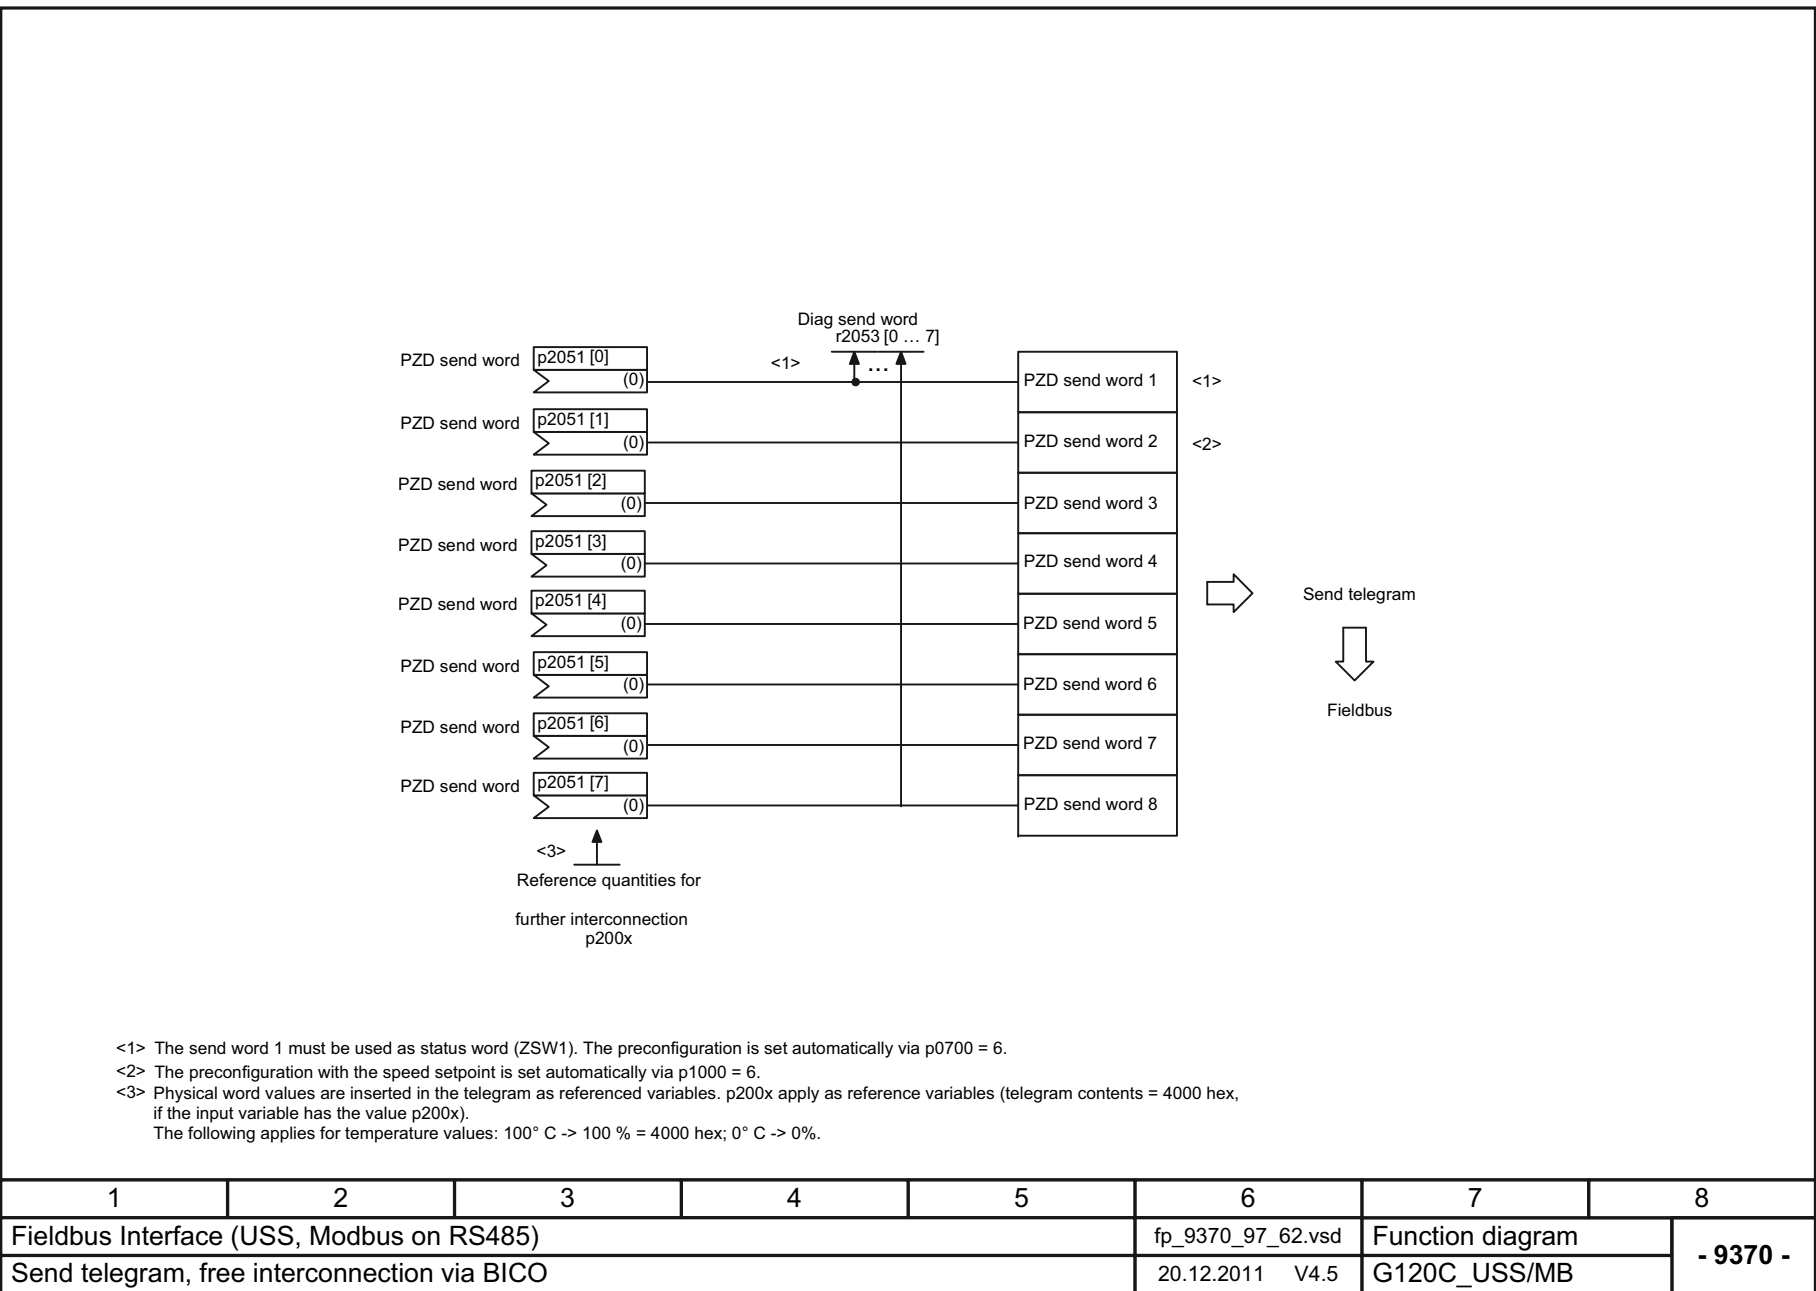 Diag send word
r2053 [0 … 7]
PZD send word p2051 [0]
(0)
<1>
...
PZD send word 1 <1>
PZD send word p2051 [1]
(0)
PZD send word 2 <2>
PZD send word p2051 [2]
(0)
PZD send word 3
PZD send word p2051 [3]
(0)
PZD send word 4
PZD send word p2051 [4]
(0)
PZD send word 5
Send telegram
PZD send word p2051 [5]
(0)
PZD send word 6
Fieldbus
PZD send word p2051 [6]
(0)
PZD send word 7
PZD send word p2051 [7]
(0)
PZD send word 8
<3>
Reference quantities for
further interconnection
p200x
<1> The send word 1 must be used as status word (ZSW1). The preconfiguration is set automatically via p0700 = 6.
<2> The preconfiguration with the speed setpoint is set automatically via p1000 = 6.
<3> Physical word values are inserted in the telegram as referenced variables. p200x apply as reference variables (telegram contents = 4000 hex,
if the input variable has the value p200x).
The following applies for temperature values: 100° C -> 100 % = 4000 hex; 0° C -> 0%.
1 2 3 4 5 6 7 8
Fieldbus Interface (USS, Modbus on RS485) fp_9370_97_62.vsd Function diagram
- 9370 -
Send telegram, free interconnection via BICO 20.12.2011 V4.5 G120C_USS/MB